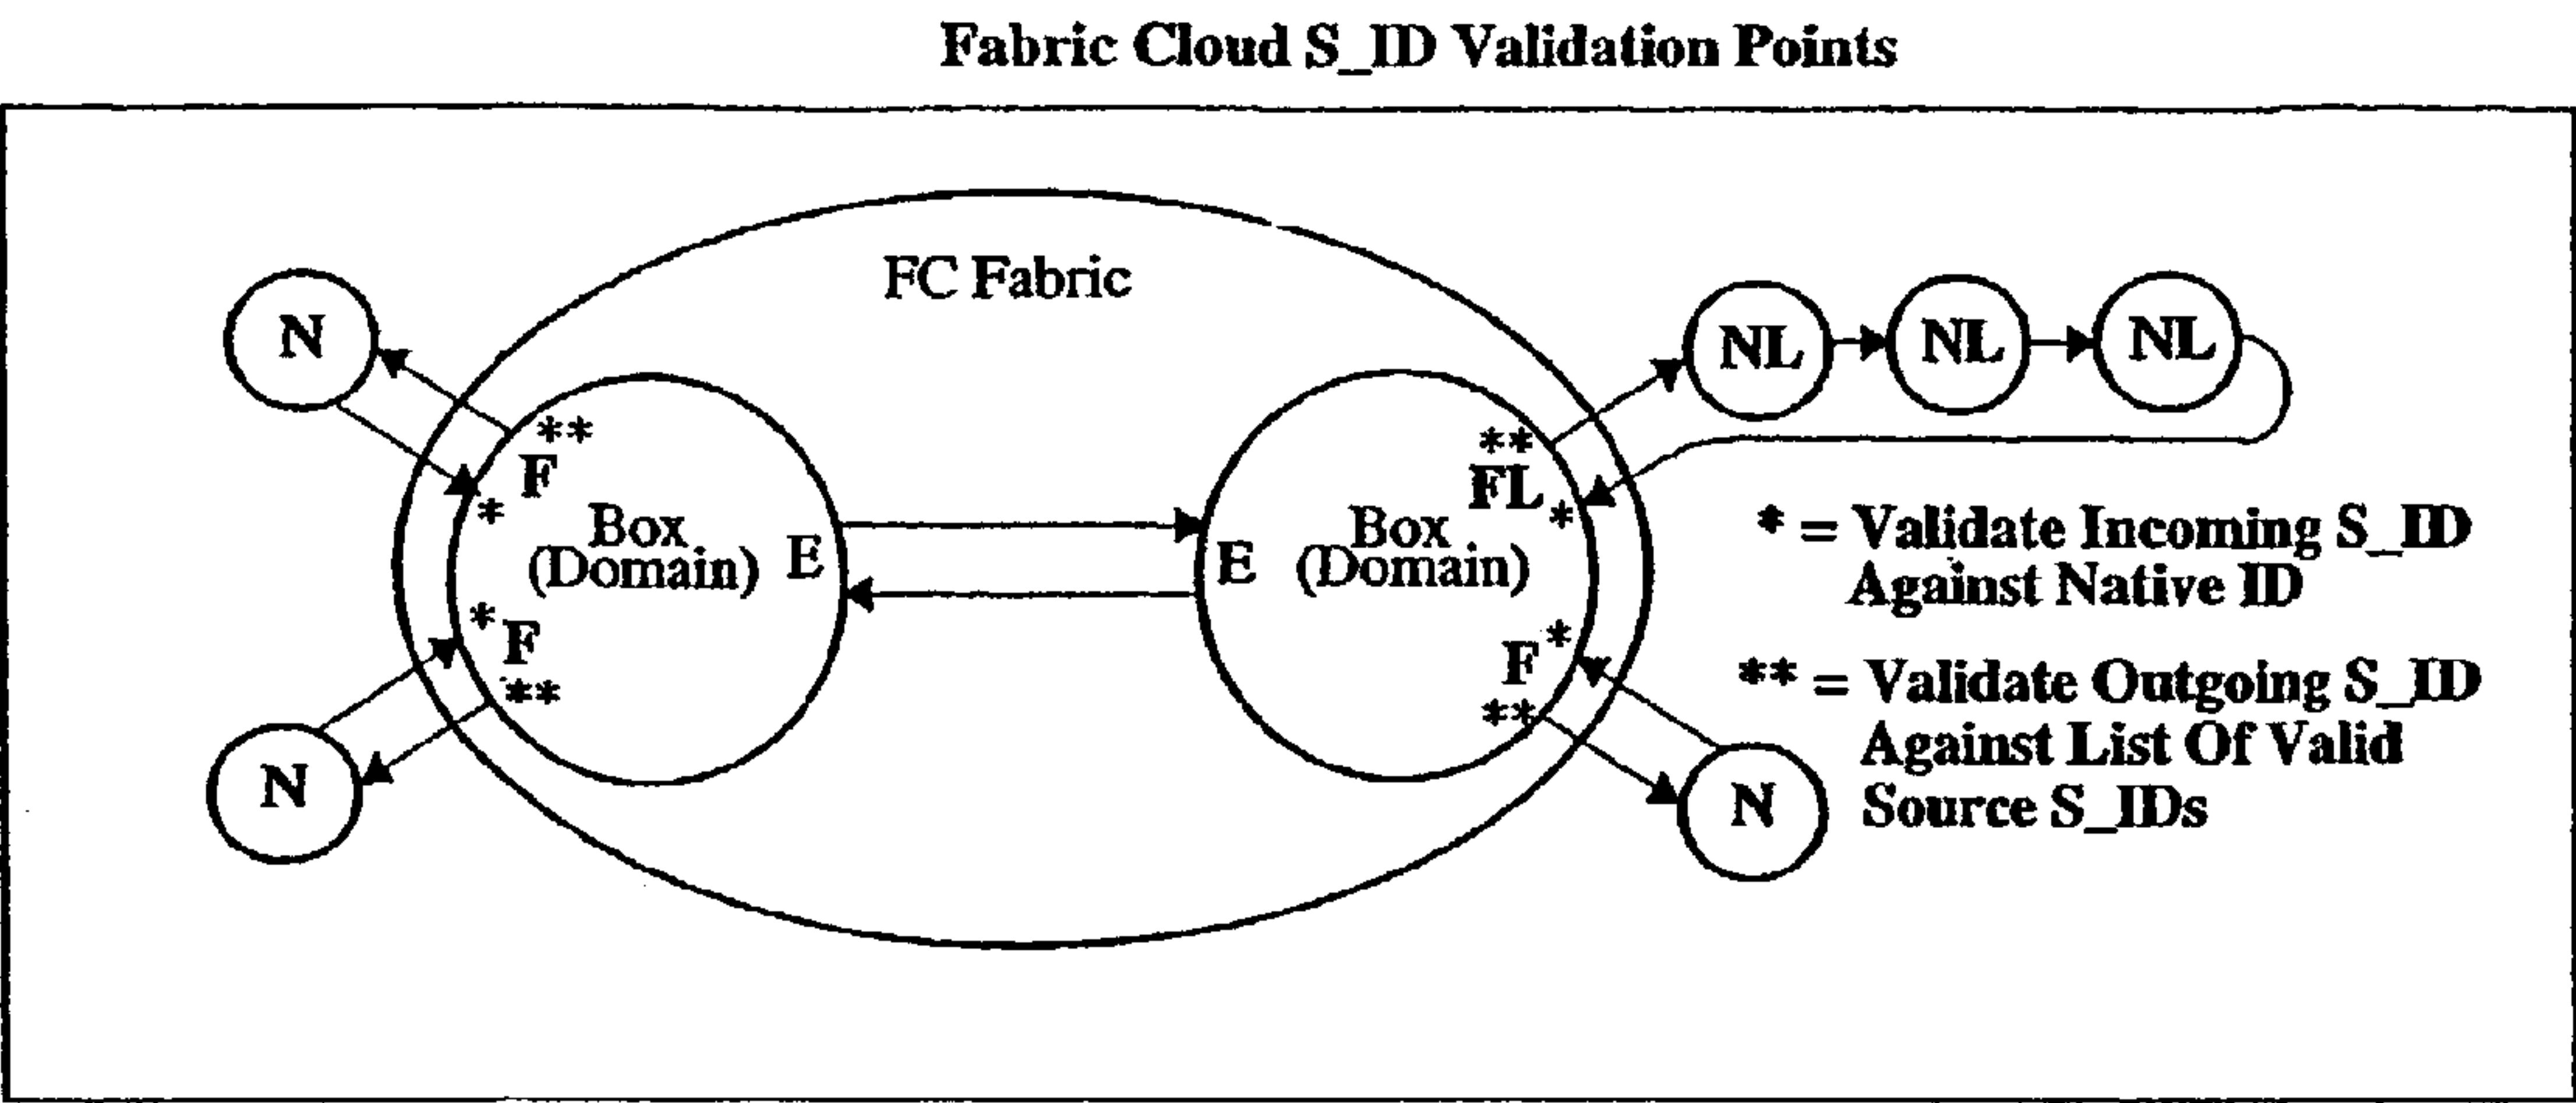 Fabric Cloud S_ID Validation Points
FC Fabric
N
NL
NL
NL
**
F
*
Box
(Domain)
E
*
F
**
N
**
FL
*
Box
(Domain)
E
*
F
**
N
* = Validate Incoming S_ID
Against Native ID
** = Validate Outgoing S_ID
Against List Of Valid
Source S_IDs